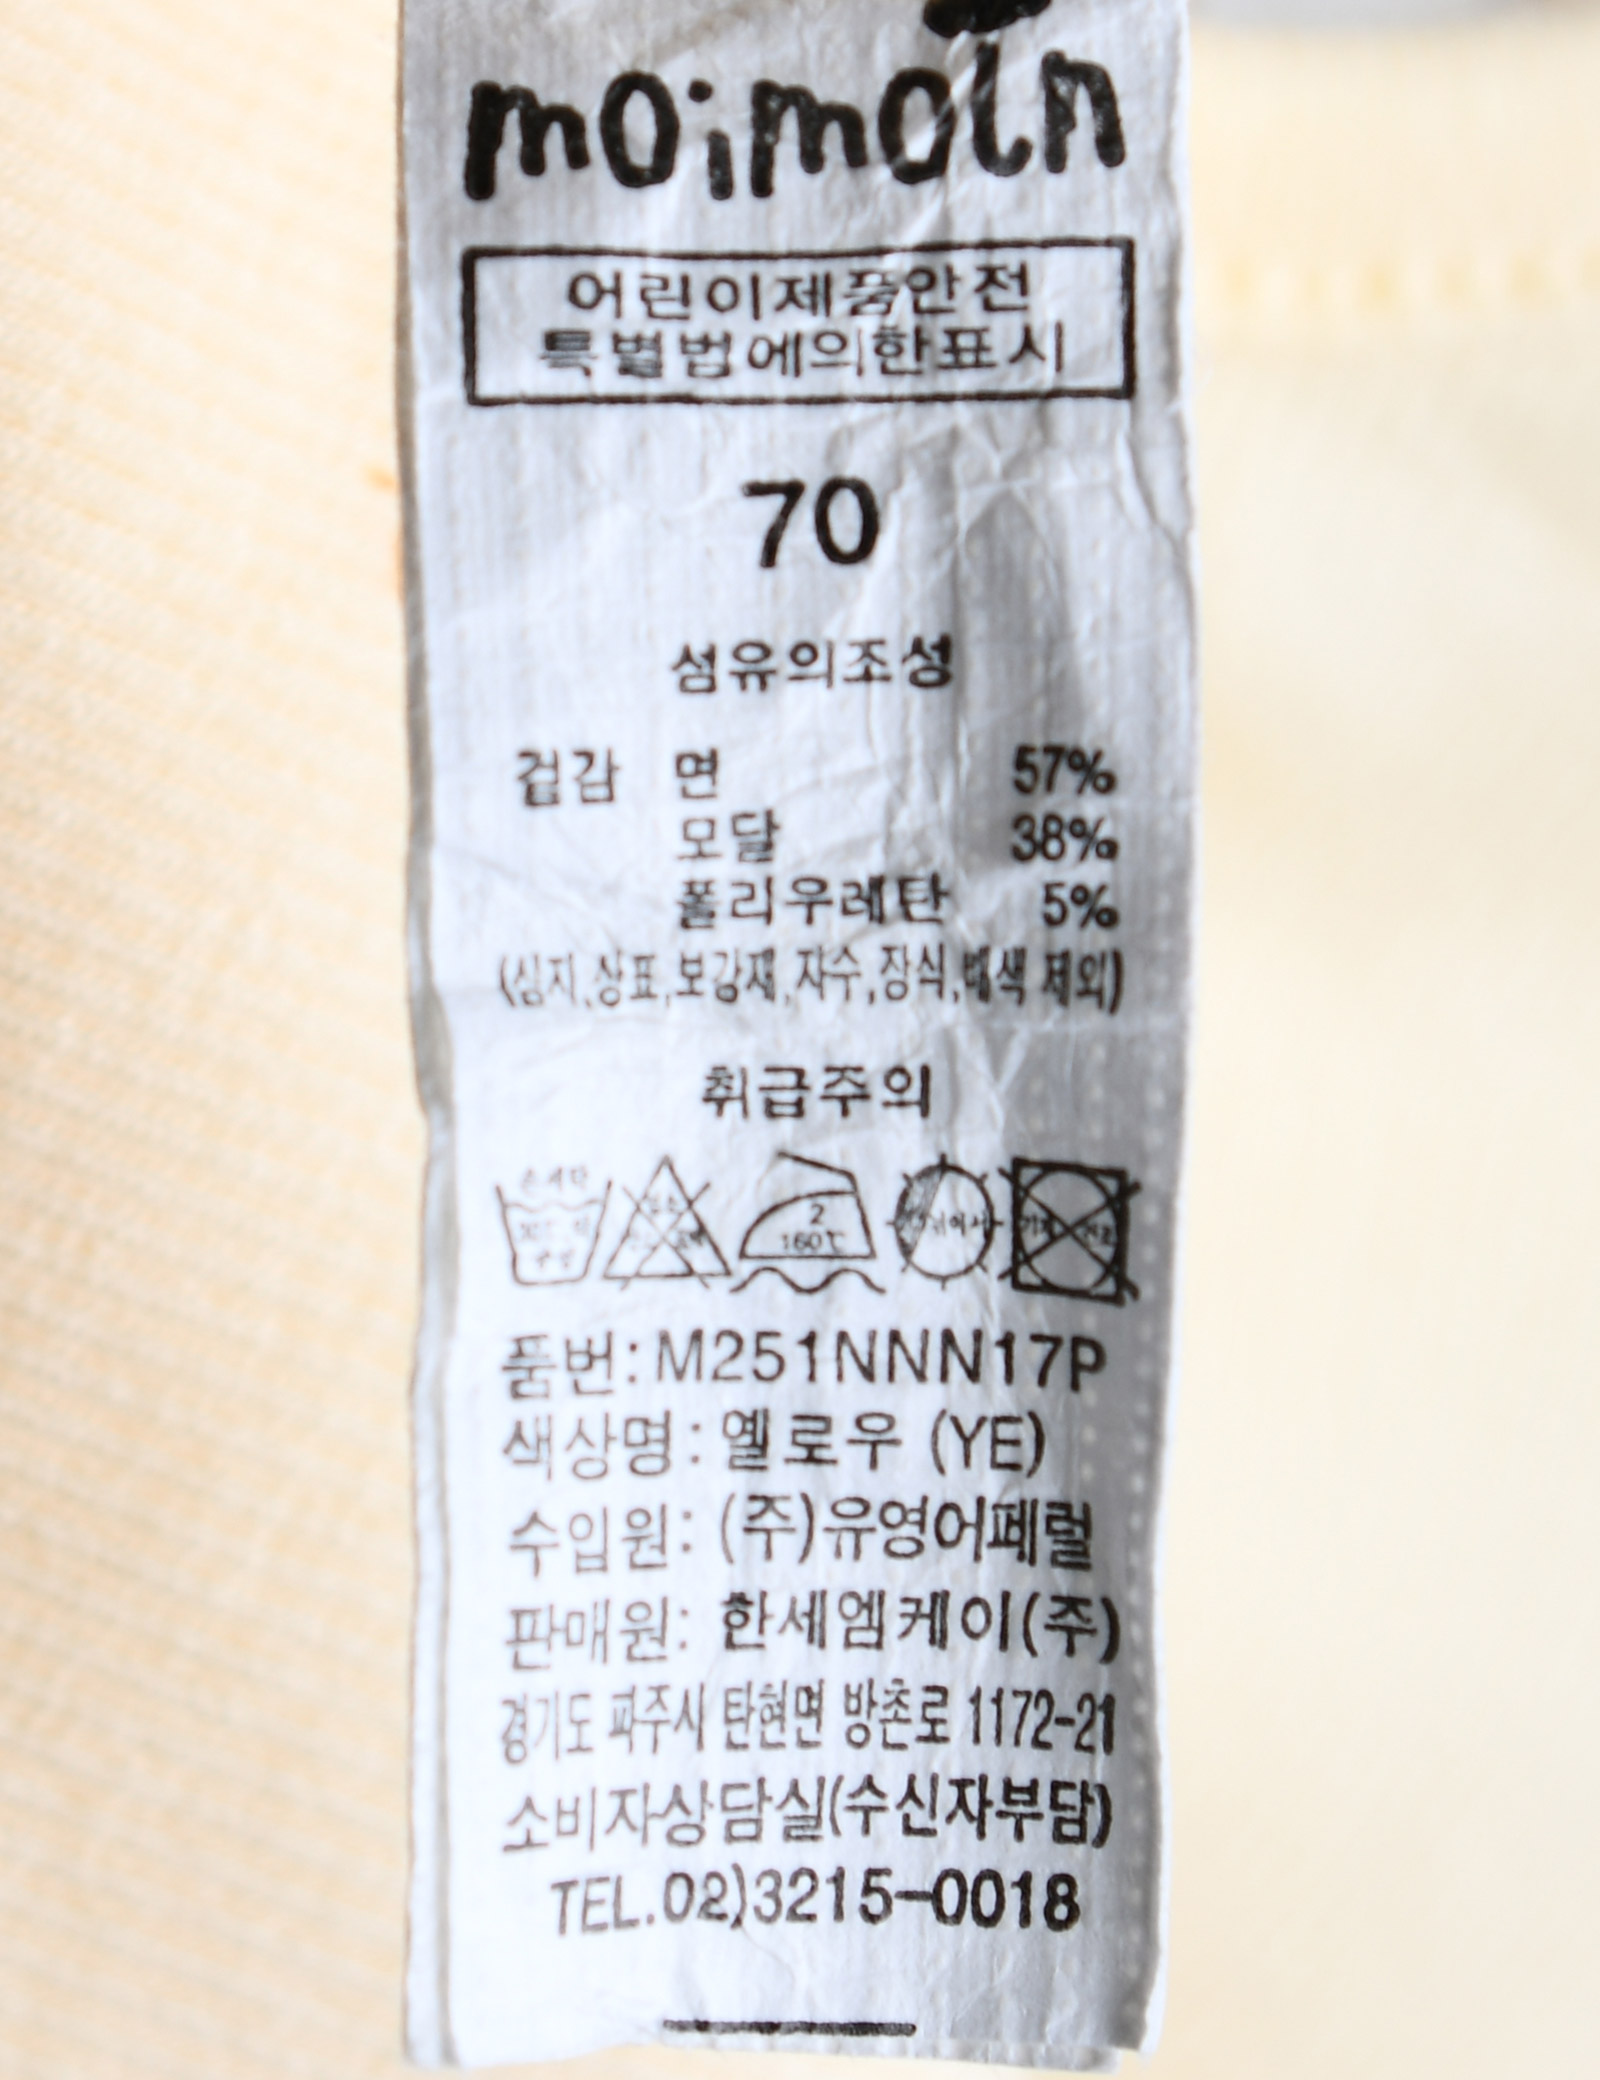 moimoln
어린이제품안전
특별법에의한표시
70
섬유의조성
겉감 면 57%
모달 38%
폴리우레탄 5%
(심지,상표,보강재,자수,장식,배색 제외)
취급주의
손세탁
2
160℃
품번: M251NNN17P
색상명: 옐로우 (YE)
수입원: (주)유영어페럴
판매원: 한세엠케이(주)
경기도 파주시 탄현면 방촌로 1172-21
소비자상담실(수신자부담)
TEL.02)3215-0018